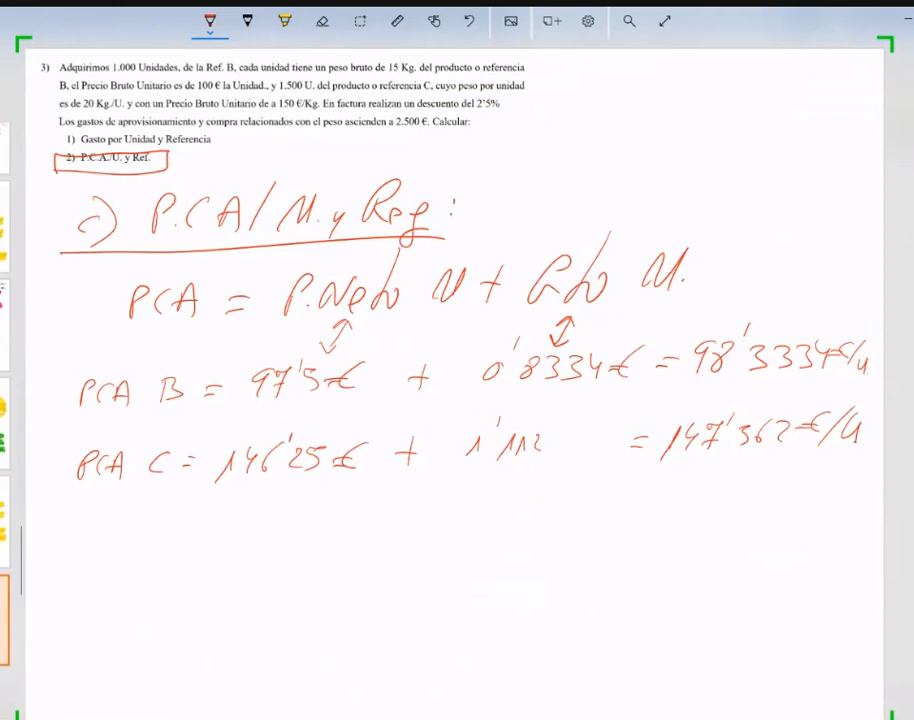 3) Adquirimos 1.000 Unidades, de la Ref. B, cada unidad tiene un peso bruto de 15 Kg. del producto o referencia
B, el Precio Bruto Unitario es de 100 € la Unidad., y 1.500 U. del producto o referencia C, cuyo peso por unidad
es de 20 Kg./U. y con un Precio Bruto Unitario de a 150 €/Kg. En factura realizan un descuento del 2'5%
Los gastos de aprovisionamiento y compra relacionados con el peso ascienden a 2.500 €. Calcular:
1) Gasto por Unidad y Referencia
2) P.C.A./U. y Ref.
c) P.CA/U. y Ref:
PCA = P.Neto U + Gto U.
PCA B = 97'5€ + 0'8334€ = 98'3334€/u.
PCA C = 146'25€ + 1'112 = 147'362€/U